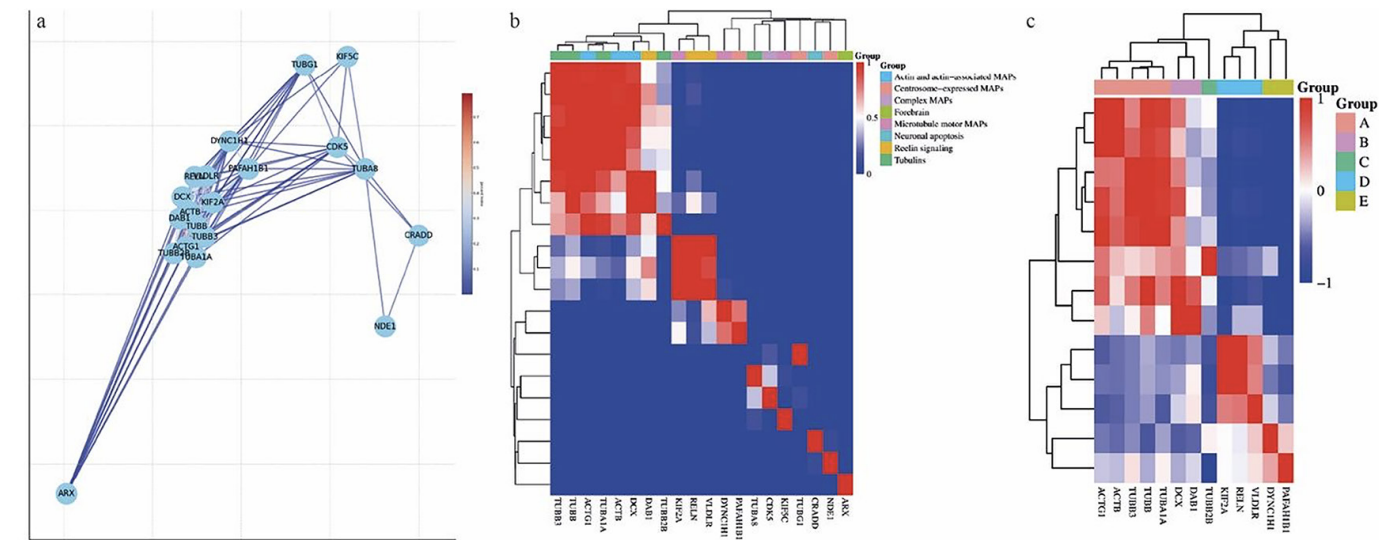 a
TUBG1
KIF5C
DYNC1H1
CDK5
PAFAH1B1
TUBA8
DCX
KIF2A
ACTB
DAB1
TUBB
TUBB3
CRADD
ACTG1
TUBB2B
TUBA1A
NDE1
ARX
b
Group
1
0.5
0
Group
Actin and actin−associated MAPs
Centrosome−expressed MAPs
Complex MAPs
Forebrain
Microtubule motor MAPs
Neuronal apoptosis
Reelin signaling
Tubulins
TUBB3
TUBB
ACTG1
TUBA1A
ACTB
DCX
DAB1
TUBB2B
KIF2A
RELN
VLDLR
DYNC1H1
PAFAH1B1
TUBA8
CDK5
KIF5C
TUBG1
CRADD
NDE1
ARX
c
Group
1
0
−1
Group
A
B
C
D
E
ACTG1
ACTB
TUBB3
TUBB
TUBA1A
DCX
DAB1
TUBB2B
KIF2A
RELN
VLDLR
DYXC1H1
PAFAH1B1